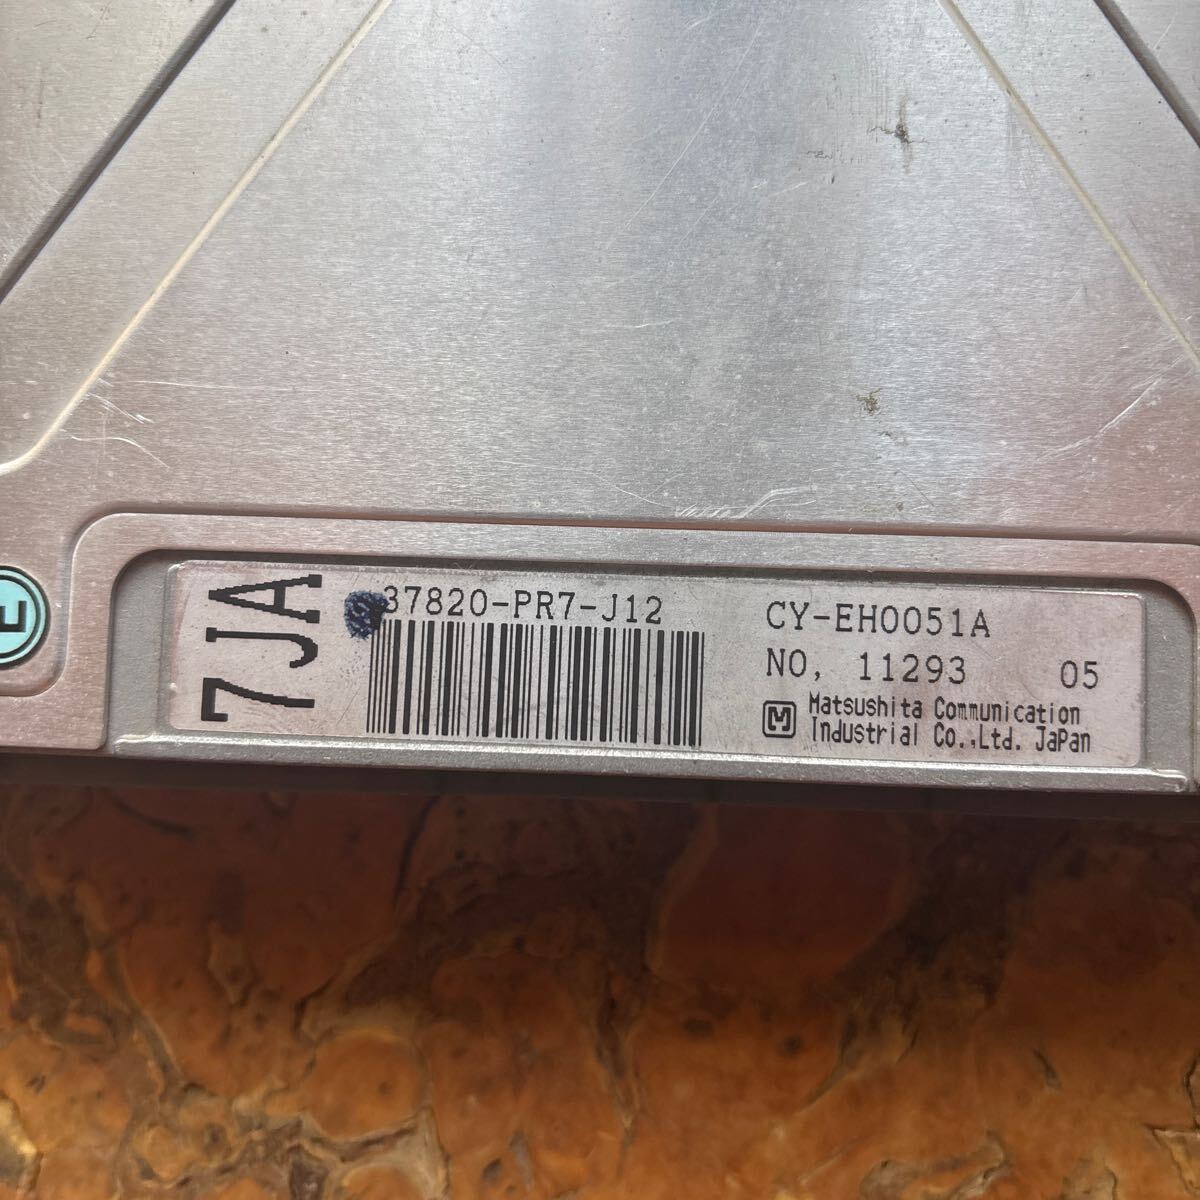 7JA
37820-PR7-J12
CY-EH0051A
NO, 11293 05
M
Matsushita Communication
Industrial Co.,Ltd. JaPan